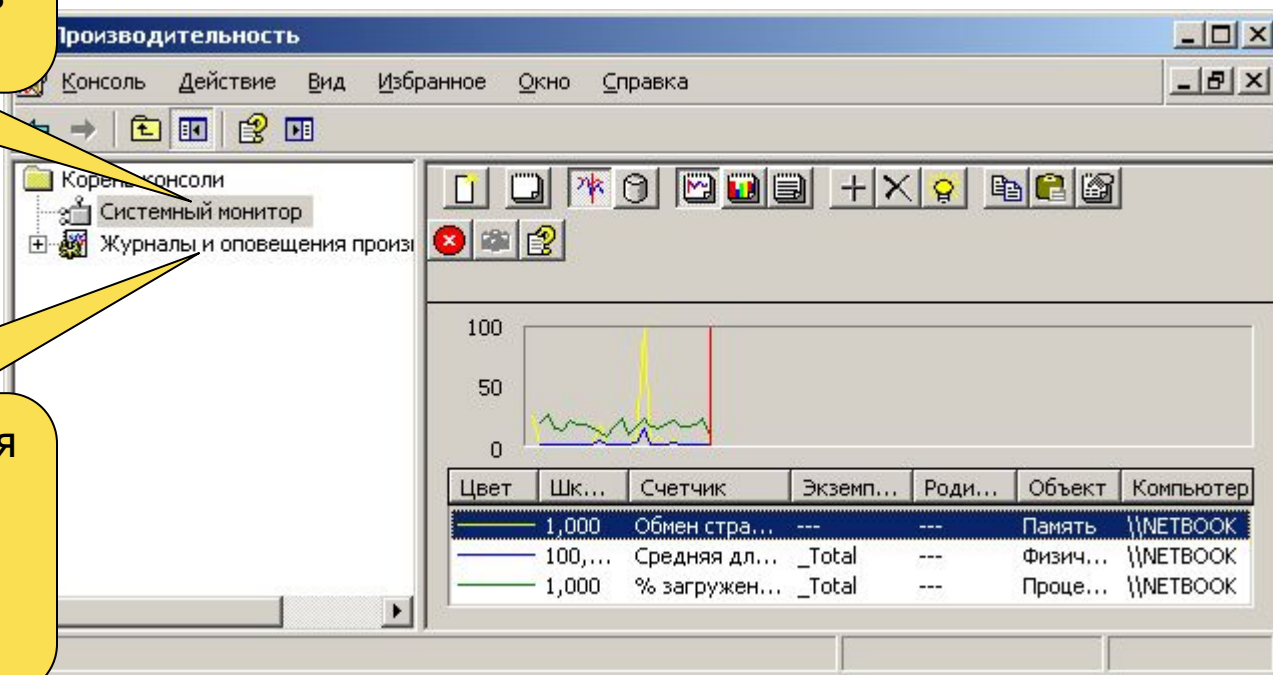 Производительность
Консоль Действие Вид Избранное Окно Справка
Корень консоли
Системный монитор
Журналы и оповещения произв
я
100
50
0
Цвет Шк... Счетчик Экземп... Роди... Объект Компьютер
1,000 Обмен стра... --- --- Память \\NETBOOK
100,... Средняя дл... _Total --- Физич... \\NETBOOK
1,000 % загружен... _Total --- Проце... \\NETBOOK